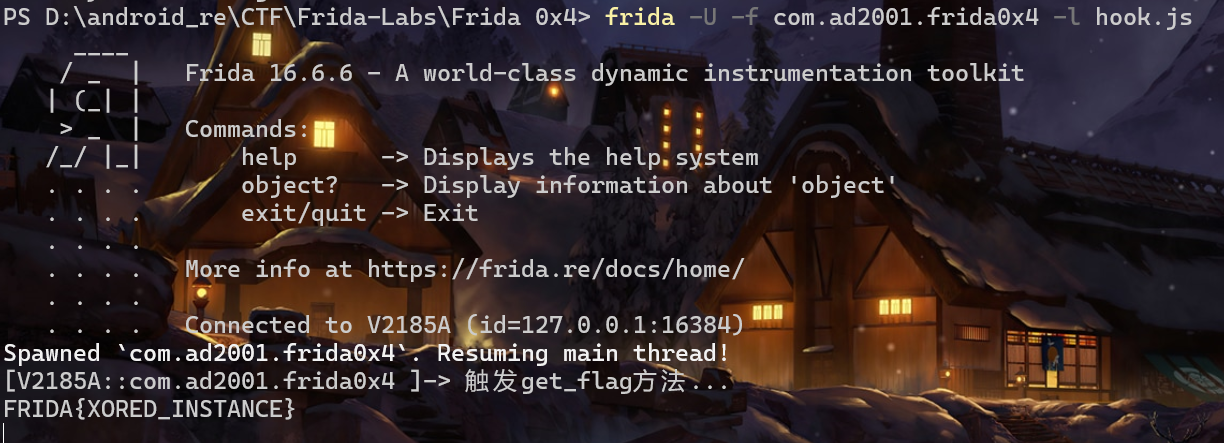 PS D:\android_re\CTF\Frida-Labs\Frida 0x4> frida -U -f com.ad2001.frida0x4 -l hook.js
     ____
    / _  |   Frida 16.6.6 - A world-class dynamic instrumentation toolkit
   | (_| |
    > _  |   Commands:
   /_/ |_|       help      -> Displays the help system
   . . . .       object?   -> Display information about 'object'
   . . . .       exit/quit -> Exit
   . . . .
   . . . .   More info at https://frida.re/docs/home/
   . . . .
   . . . .   Connected to V2185A (id=127.0.0.1:16384)
Spawned `com.ad2001.frida0x4`. Resuming main thread!
[V2185A::com.ad2001.frida0x4 ]-> 触发get_flag方法...
FRIDA{XORED_INSTANCE}